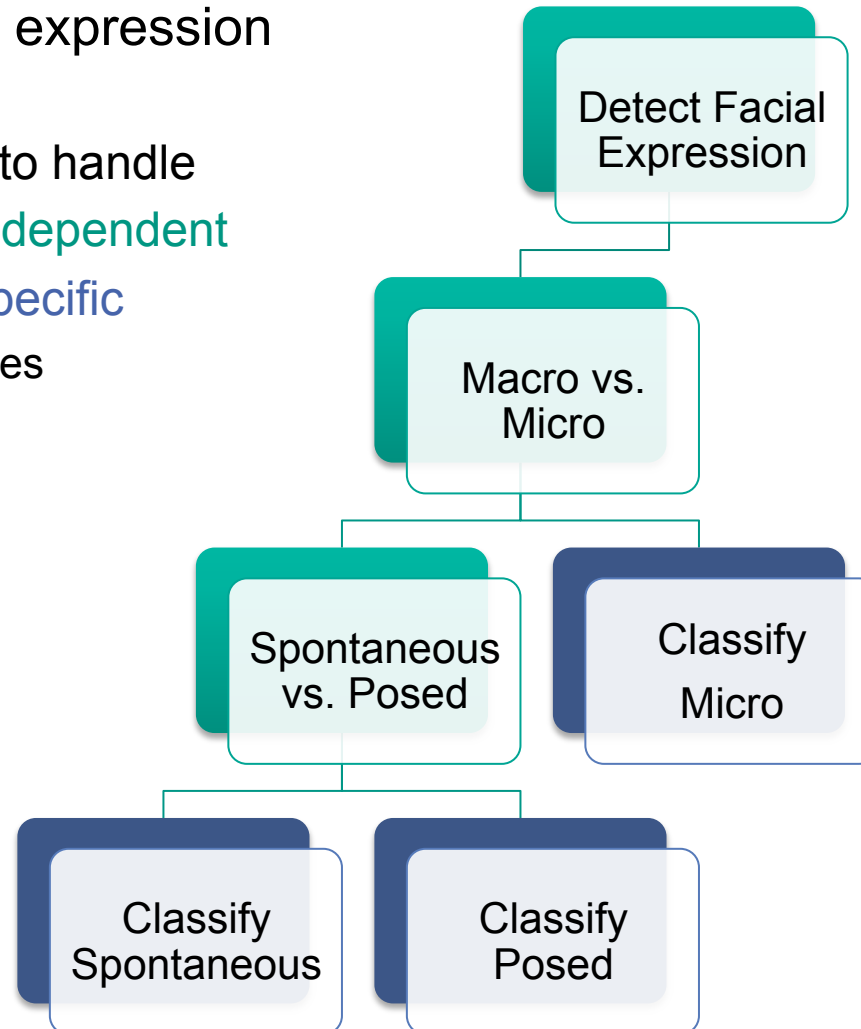 expression
to handle
dependent
pecific
es
Detect Facial
Expression
Macro vs.
Micro
Spontaneous
vs. Posed
Classify
Micro
Classify
Spontaneous
Classify
Posed